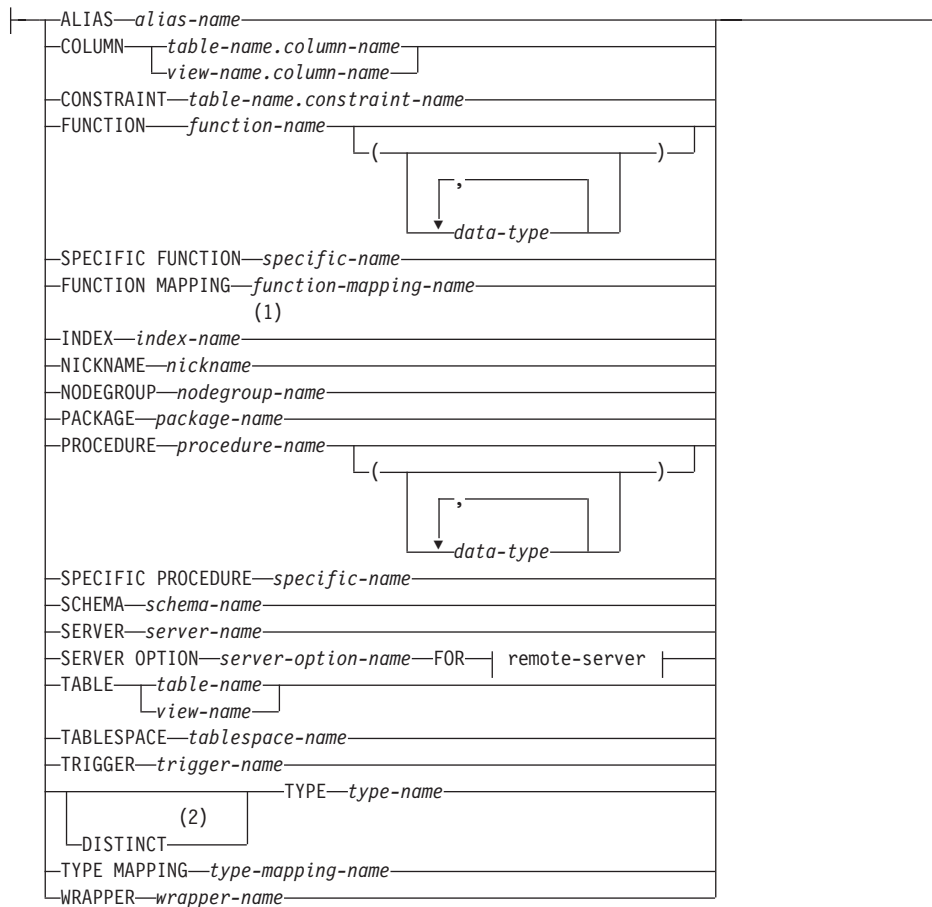 ALIAS alias-name
COLUMN table-name.column-name
view-name.column-name
CONSTRAINT table-name.constraint-name
FUNCTION function-name
( )
,
data-type
SPECIFIC FUNCTION specific-name
FUNCTION MAPPING function-mapping-name
(1)
INDEX index-name
NICKNAME nickname
NODEGROUP nodegroup-name
PACKAGE package-name
PROCEDURE procedure-name
( )
,
data-type
SPECIFIC PROCEDURE specific-name
SCHEMA schema-name
SERVER server-name
SERVER OPTION server-option-name FOR remote-server
TABLE table-name
view-name
TABLESPACE tablespace-name
TRIGGER trigger-name
TYPE type-name
(2)
DISTINCT
TYPE MAPPING type-mapping-name
WRAPPER wrapper-name